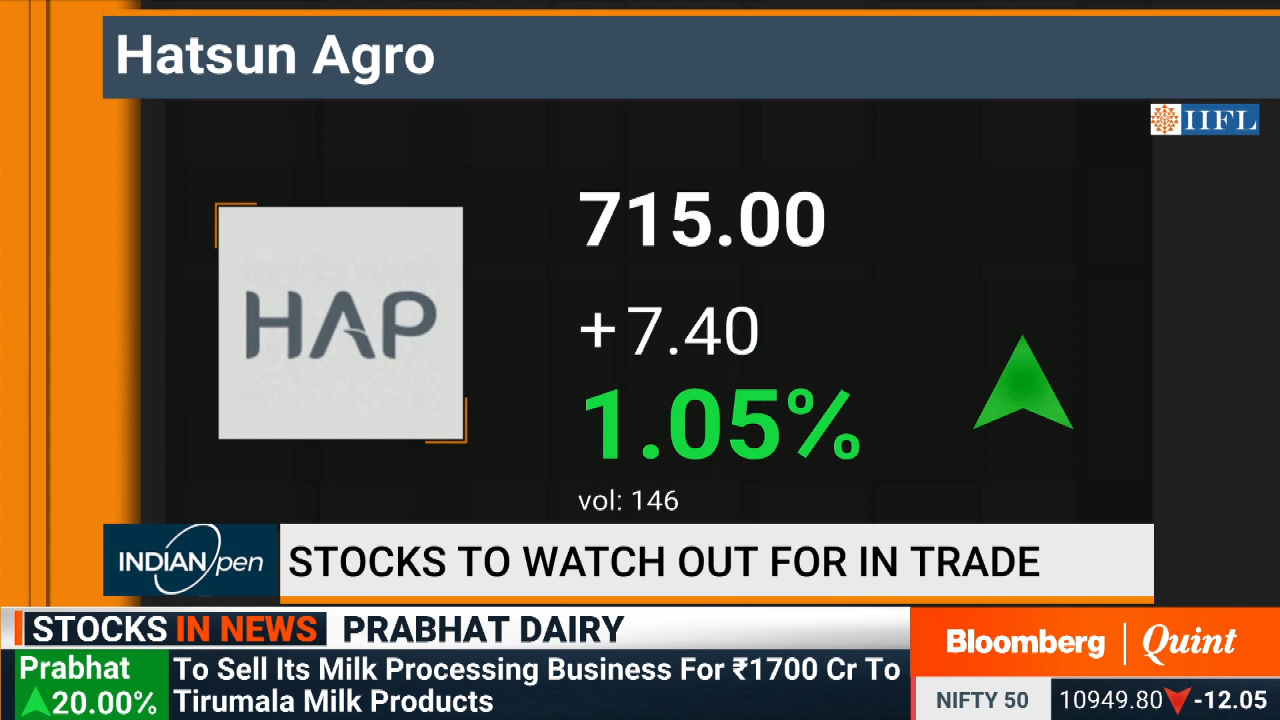 Hatsun Agro
IIFL
715.00
HAP
+7.40
1.05%
vol: 146
INDIAN Open
STOCKS TO WATCH OUT FOR IN TRADE
STOCKS IN NEWS PRABHAT DAIRY
Prabhat
20.00%
To Sell Its Milk Processing Business For ₹1700 Cr To
Tirumala Milk Products
Bloomberg | Quint
NIFTY 50 10949.80 -12.05